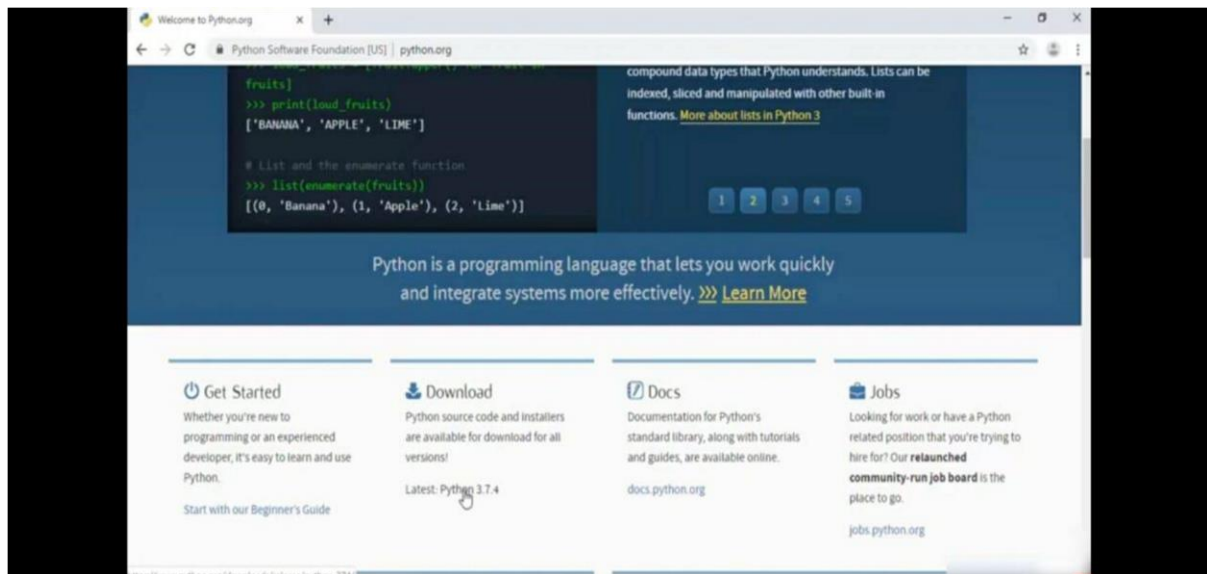 Welcome to Python.org
Python Software Foundation [US] | python.org
fruits]
>>> print(loud_fruits)
['BANANA', 'APPLE', 'LIME']
# List and the enumerate function
>>> list(enumerate(fruits))
[(0, 'Banana'), (1, 'Apple'), (2, 'Lime')]
compound data types that Python understands. Lists can be
indexed, sliced and manipulated with other built-in
functions. More about lists in Python 3
1 2 3 4 5
Python is a programming language that lets you work quickly
and integrate systems more effectively. >>> Learn More
Get Started
Whether you're new to
programming or an experienced
developer, it's easy to learn and use
Python.
Start with our Beginner's Guide
Download
Python source code and installers
are available for download for all
versions!
Latest: Python 3.7.4
Docs
Documentation for Python's
standard library, along with tutorials
and guides, are available online.
docs.python.org
Jobs
Looking for work or have a Python
related position that you're trying to
hire for? Our relaunched
community-run job board is the
place to go.
jobs.python.org